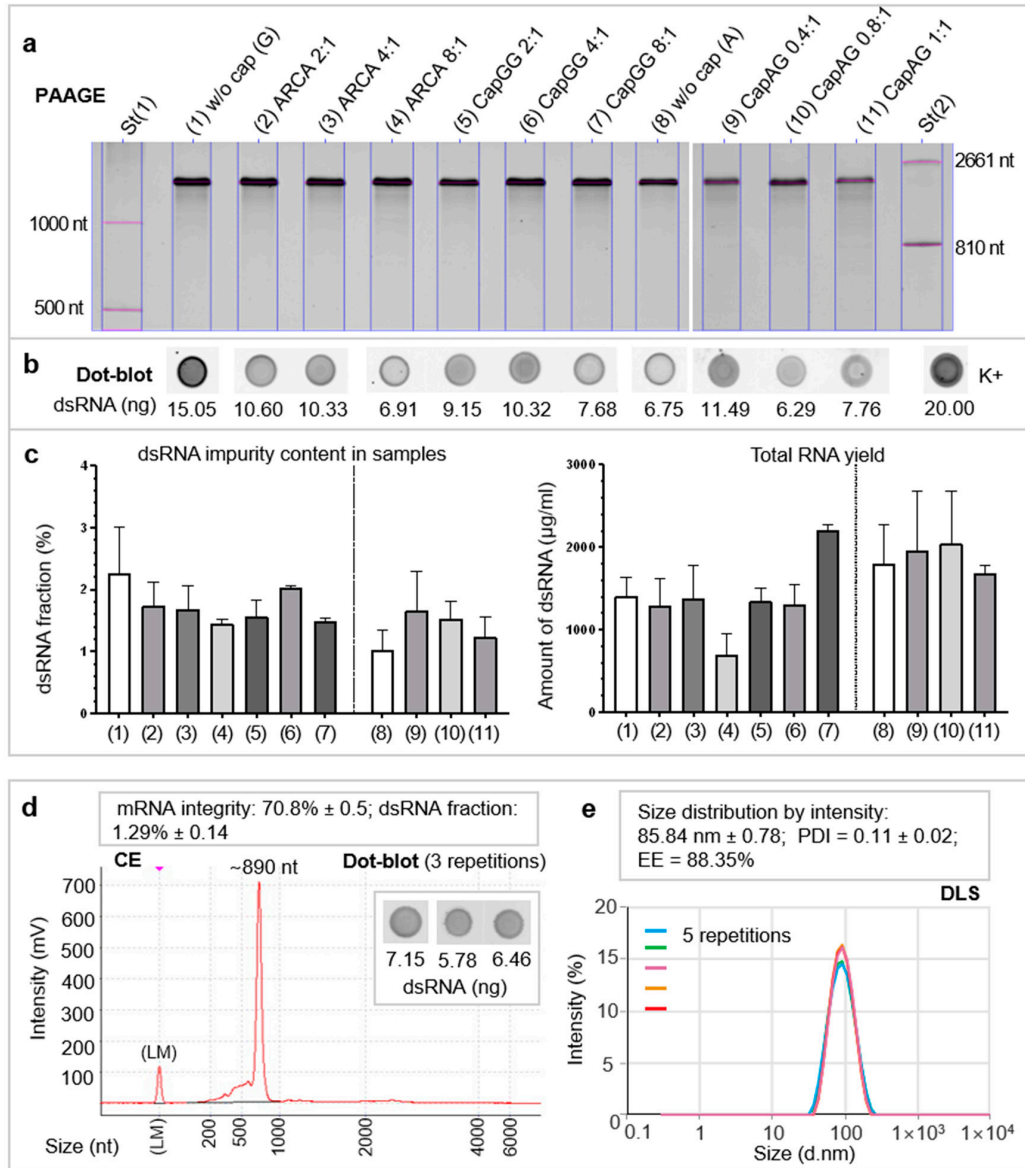 a
PAAGE
St(1)
(1) w/o cap (G)
(2) ARCA 2:1
(3) ARCA 4:1
(4) ARCA 8:1
(5) CapGG 2:1
(6) CapGG 4:1
(7) CapGG 8:1
(8) w/o cap (A)
(9) CapAG 0.4:1
(10) CapAG 0.8:1
(11) CapAG 1:1
St(2)
2661 nt
1000 nt
810 nt
500 nt
b
Dot-blot
K+
dsRNA (ng) 15.05 10.60 10.33 6.91 9.15 10.32 7.68 6.75 11.49 6.29 7.76 20.00
c
dsRNA impurity content in samples
dsRNA fraction (%)
4
3
2
1
0
(1) (2) (3) (4) (5) (6) (7) (8) (9) (10) (11)
Total RNA yield
Amount of dsRNA (µg/ml)
3000
2000
1000
0
(1) (2) (3) (4) (5) (6) (7) (8) (9) (10) (11)
d
mRNA integrity: 70.8% ± 0.5; dsRNA fraction:
1.29% ± 0.14
CE
Dot-blot (3 repetitions)
~890 nt
7.15 5.78 6.46
dsRNA (ng)
Intensity (mV)
700
600
500
400
300
200
100
(LM)
Size (nt) (LM) 200 500 1000 2000 4000 6000
e
Size distribution by intensity:
85.84 nm ± 0.78; PDI = 0.11 ± 0.02;
EE = 88.35%
DLS
5 repetitions
Intensity (%)
20
15
10
5
0
0.1 1 10 100 1×10³ 1×10⁴
Size (d.nm)